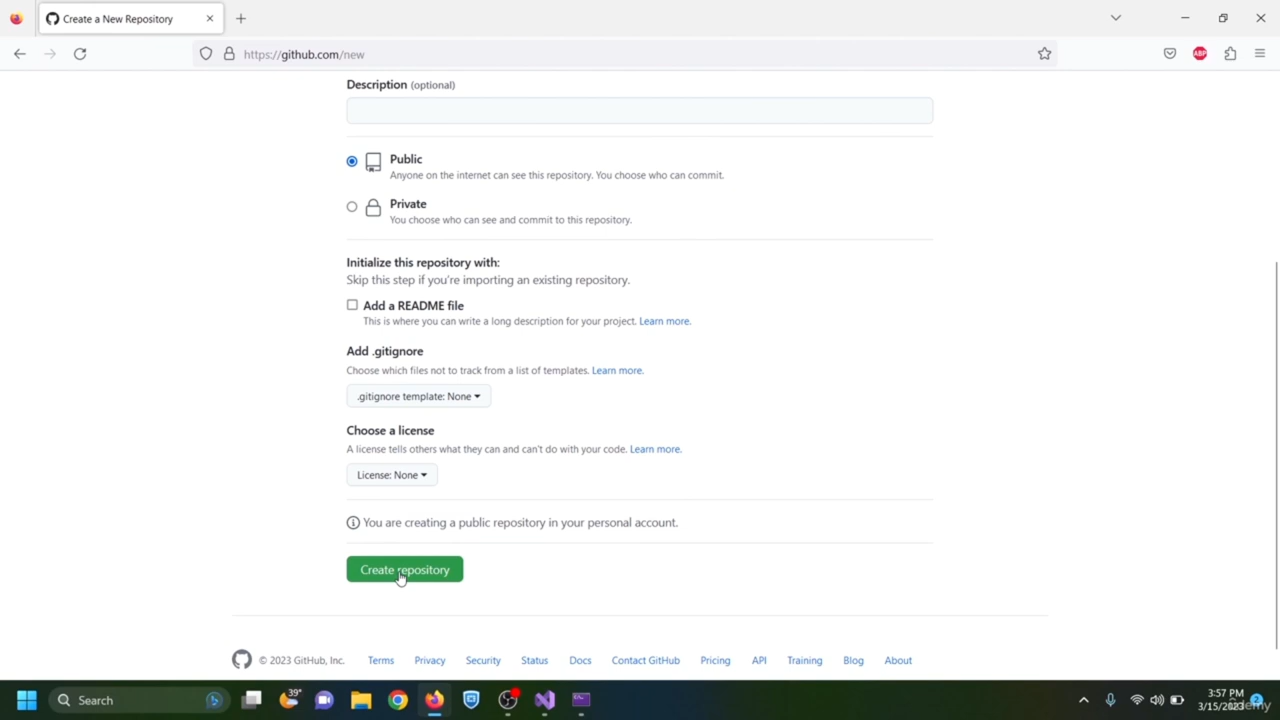 Create a New Repository
https://github.com/new
ABP
Description (optional)
Public
Anyone on the internet can see this repository. You choose who can commit.
Private
You choose who can see and commit to this repository.
Initialize this repository with:
Skip this step if you're importing an existing repository.
Add a README file
This is where you can write a long description for your project. Learn more.
Add .gitignore
Choose which files not to track from a list of templates. Learn more.
.gitignore template: None
Choose a license
A license tells others what they can and can't do with your code. Learn more.
License: None
You are creating a public repository in your personal account.
Create repository
© 2023 GitHub, Inc. Terms Privacy Security Status Docs Contact GitHub Pricing API Training Blog About
Search
39°
3:57 PM
3/15/2023
2